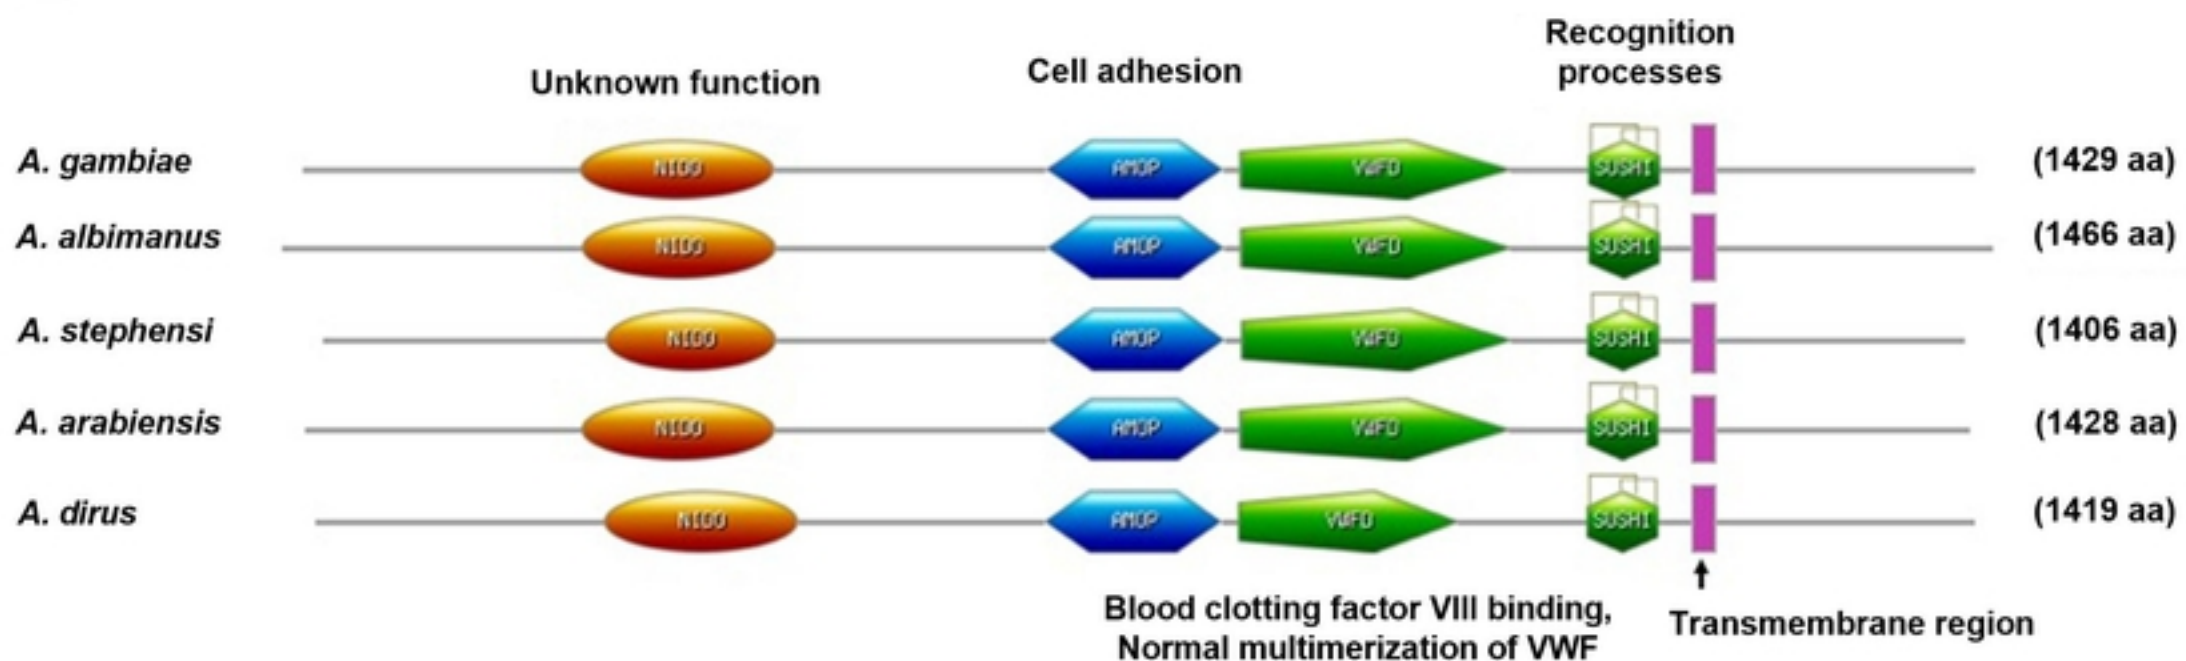 Recognition
processes
Unknown function
Cell adhesion
A. gambiae NIDO AMOP VWFD SUSHI (1429 aa)
A. albimanus NIDO AMOP VWFD SUSHI (1466 aa)
A. stephensi NIDO AMOP VWFD SUSHI (1406 aa)
A. arabiensis NIDO AMOP VWFD SUSHI (1428 aa)
A. dirus NIDO AMOP VWFD SUSHI (1419 aa)
Blood clotting factor VIII binding,
Normal multimerization of VWF
Transmembrane region